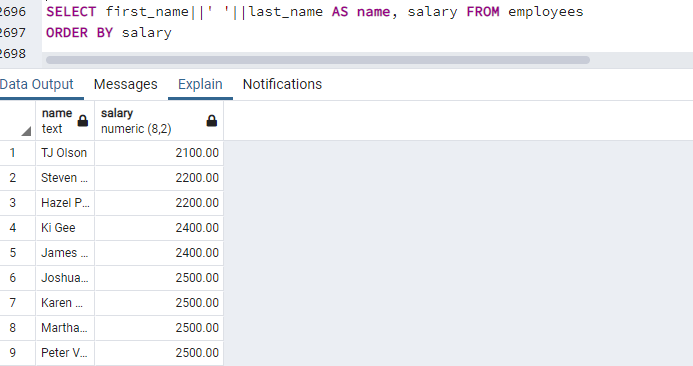 2696 SELECT first_name||' '||last_name AS name, salary FROM employees
2697 ORDER BY salary
2698
Data Output Messages Explain Notifications
name salary
text numeric (8,2)
1 TJ Olson 2100.00
2 Steven ... 2200.00
3 Hazel P... 2200.00
4 Ki Gee 2400.00
5 James ... 2400.00
6 Joshua... 2500.00
7 Karen ... 2500.00
8 Martha... 2500.00
9 Peter V... 2500.00